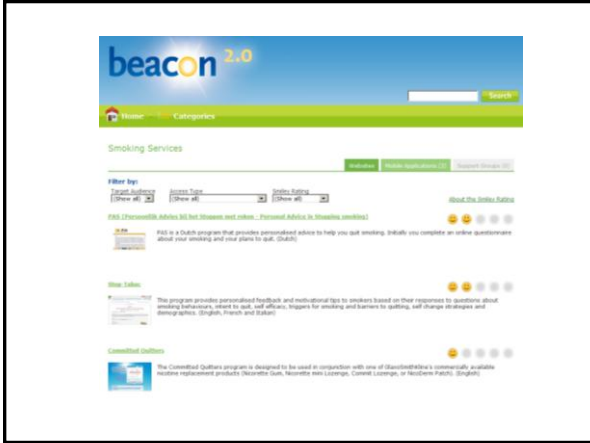 beacon 2.0
Search
Home Categories
Smoking Services
Websites Mobile Applications (3) Support Groups (0)
Filter by:
Target Audience Access Type Smiley Rating
(Show all) (Show all) (Show all)
About the Smiley Rating
PAS (Persoonlijk Advies bij het Stoppen met roken - Personal Advice in Stopping smoking)
PAS is a Dutch program that provides personalised advice to help you quit smoking. Initially you complete an online questionnaire
about your smoking and your plans to quit. (Dutch)
Stop Tabac
This program provides personalised feedback and motivational tips to smokers based on their responses to questions about
smoking behaviours, intent to quit, self efficacy, triggers for smoking and barriers to quitting, self change strategies and
demographics. (English, French and Italian)
Committed Quitters
The Committed Quitters program is designed to be used in conjunction with one of GlaxoSmithKline's commercially available
nicotine replacement products (Nicorette Gum, Nicorette mini Lozenge, Commit Lozenge, or NicoDerm Patch). (English)